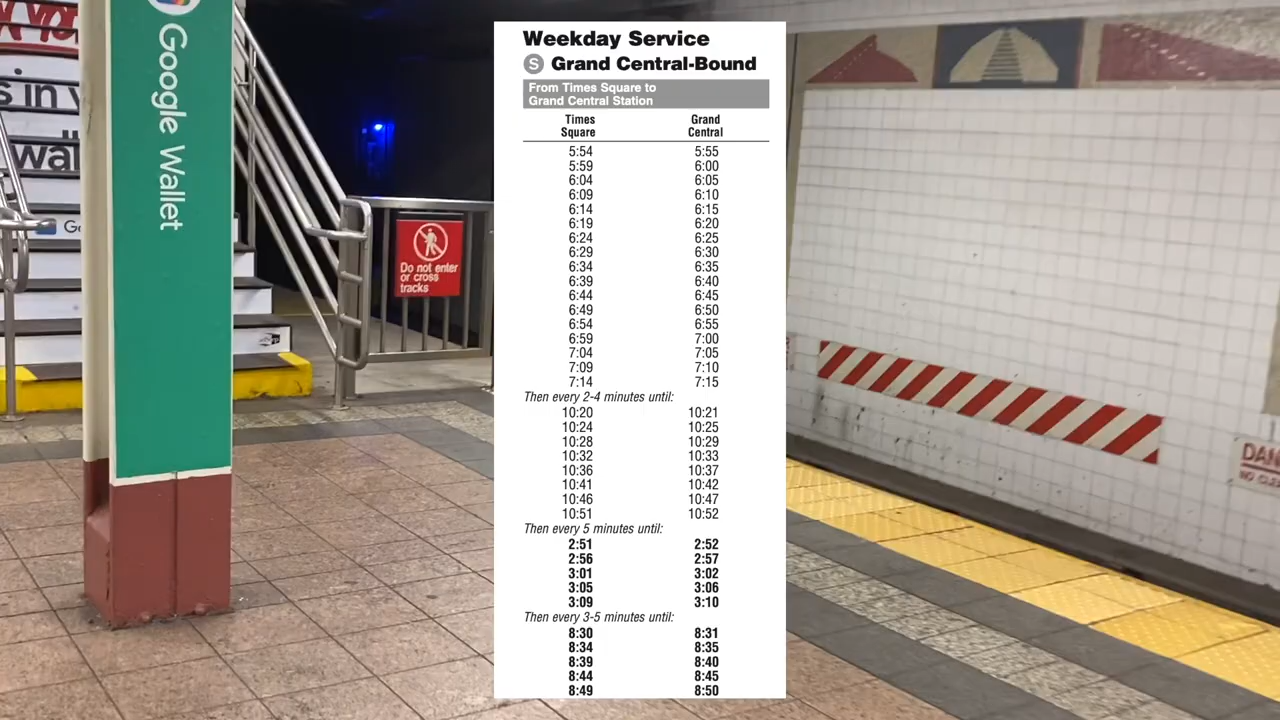 s in
wal
Go
Google Wallet
Do not enter
or cross
tracks
Weekday Service
S Grand Central-Bound
From Times Square to
Grand Central Station
Times Square Grand Central
5:54 5:55
5:59 6:00
6:04 6:05
6:09 6:10
6:14 6:15
6:19 6:20
6:24 6:25
6:29 6:30
6:34 6:35
6:39 6:40
6:44 6:45
6:49 6:50
6:54 6:55
6:59 7:00
7:04 7:05
7:09 7:10
7:14 7:15
Then every 2-4 minutes until:
10:20 10:21
10:24 10:25
10:28 10:29
10:32 10:33
10:36 10:37
10:41 10:42
10:46 10:47
10:51 10:52
Then every 5 minutes until:
2:51 2:52
2:56 2:57
3:01 3:02
3:05 3:06
3:09 3:10
Then every 3-5 minutes until:
8:30 8:31
8:34 8:35
8:39 8:40
8:44 8:45
8:49 8:50
DAN
NO CLE